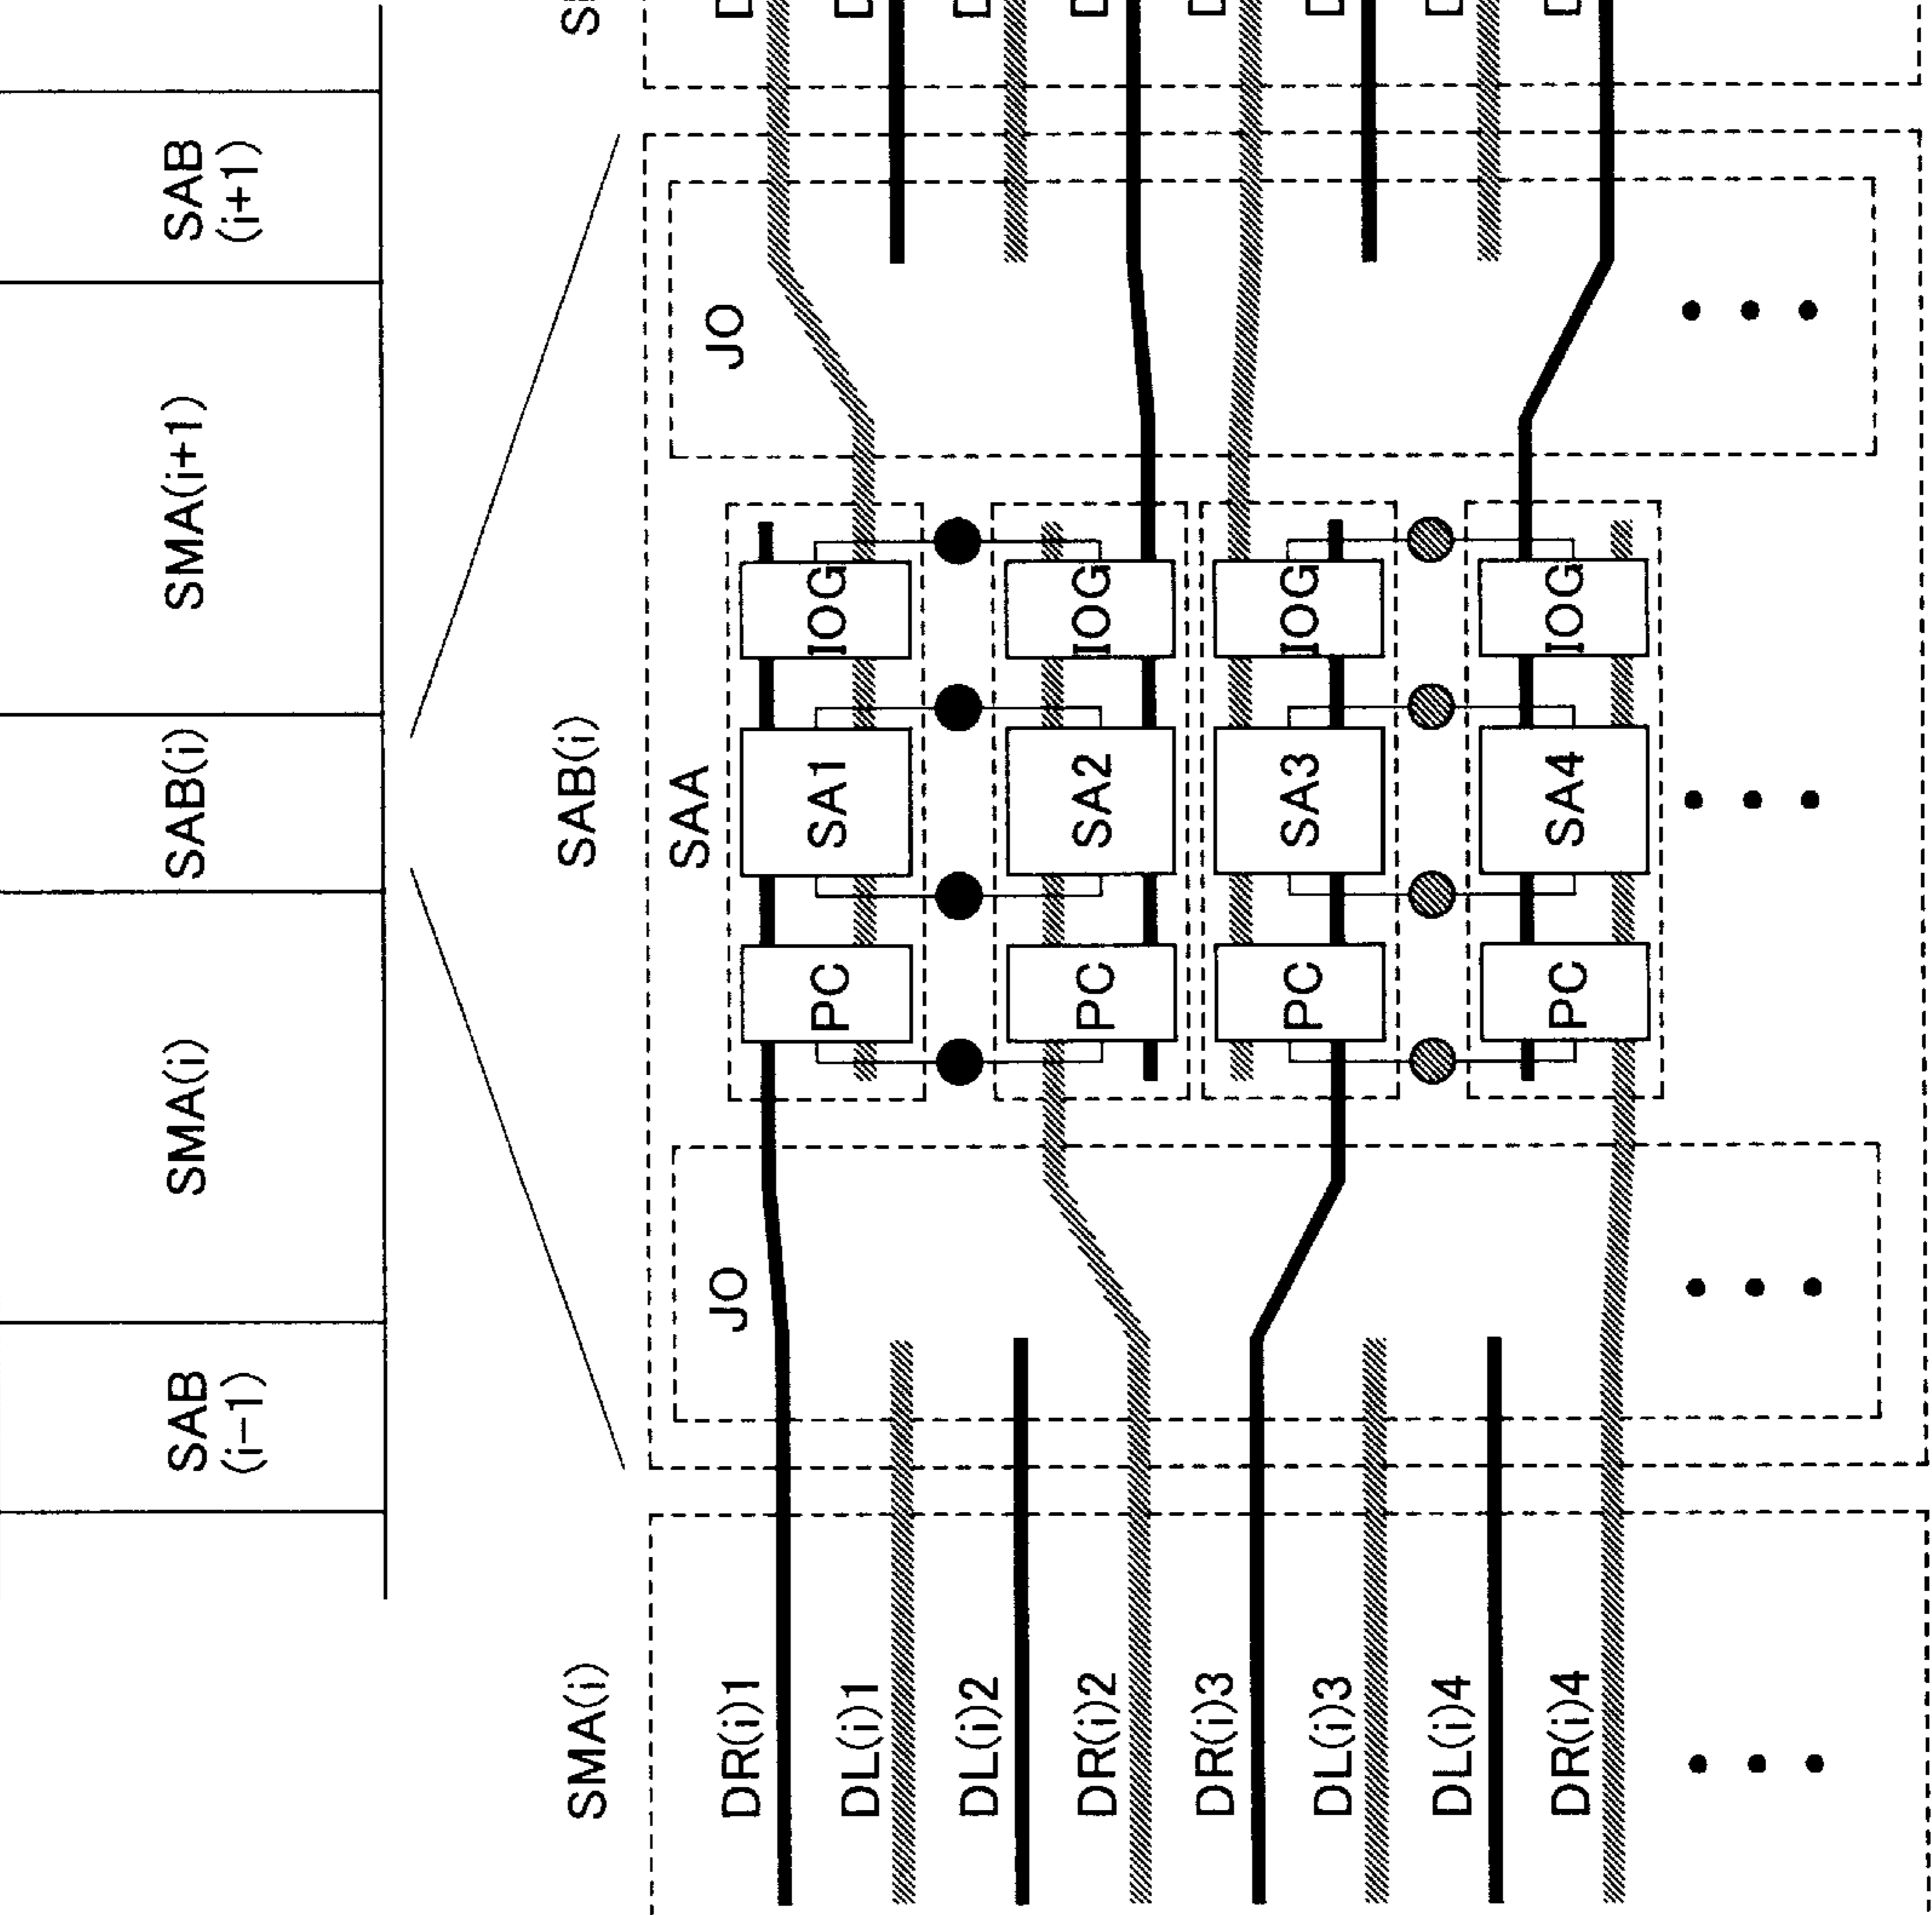 SAB
(i−1)
SMA(i)
SAB(i)
SMA(i+1)
SAB
(i+1)
SMA(i)
SAB(i)
SAA
JO
JO
DR(i)1
DL(i)1
DL(i)2
DR(i)2
DR(i)3
DL(i)3
DL(i)4
DR(i)4
PC
SA1
IOG
PC
SA2
IOG
PC
SA3
IOG
PC
SA4
IOG